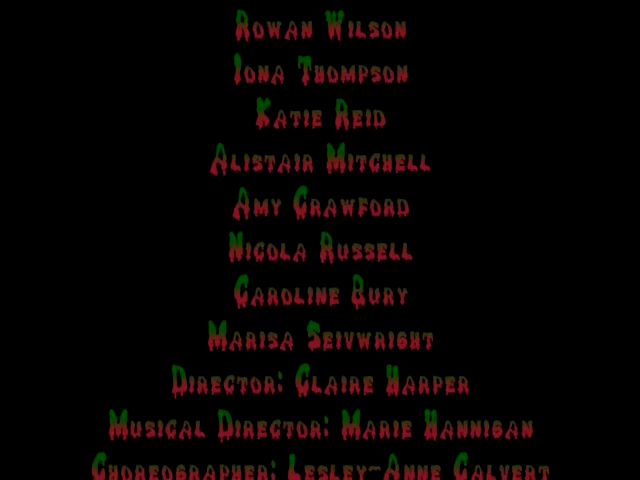 Rowan Wilson
Iona Thompson
Katie Reid
Alistair Mitchell
Amy Crawford
Nicola Russell
Caroline Bury
Marisa Seivwright
Director: Claire Harper
Musical Director: Marie Hannigan
Choreographer: Lesley-Anne Calvert